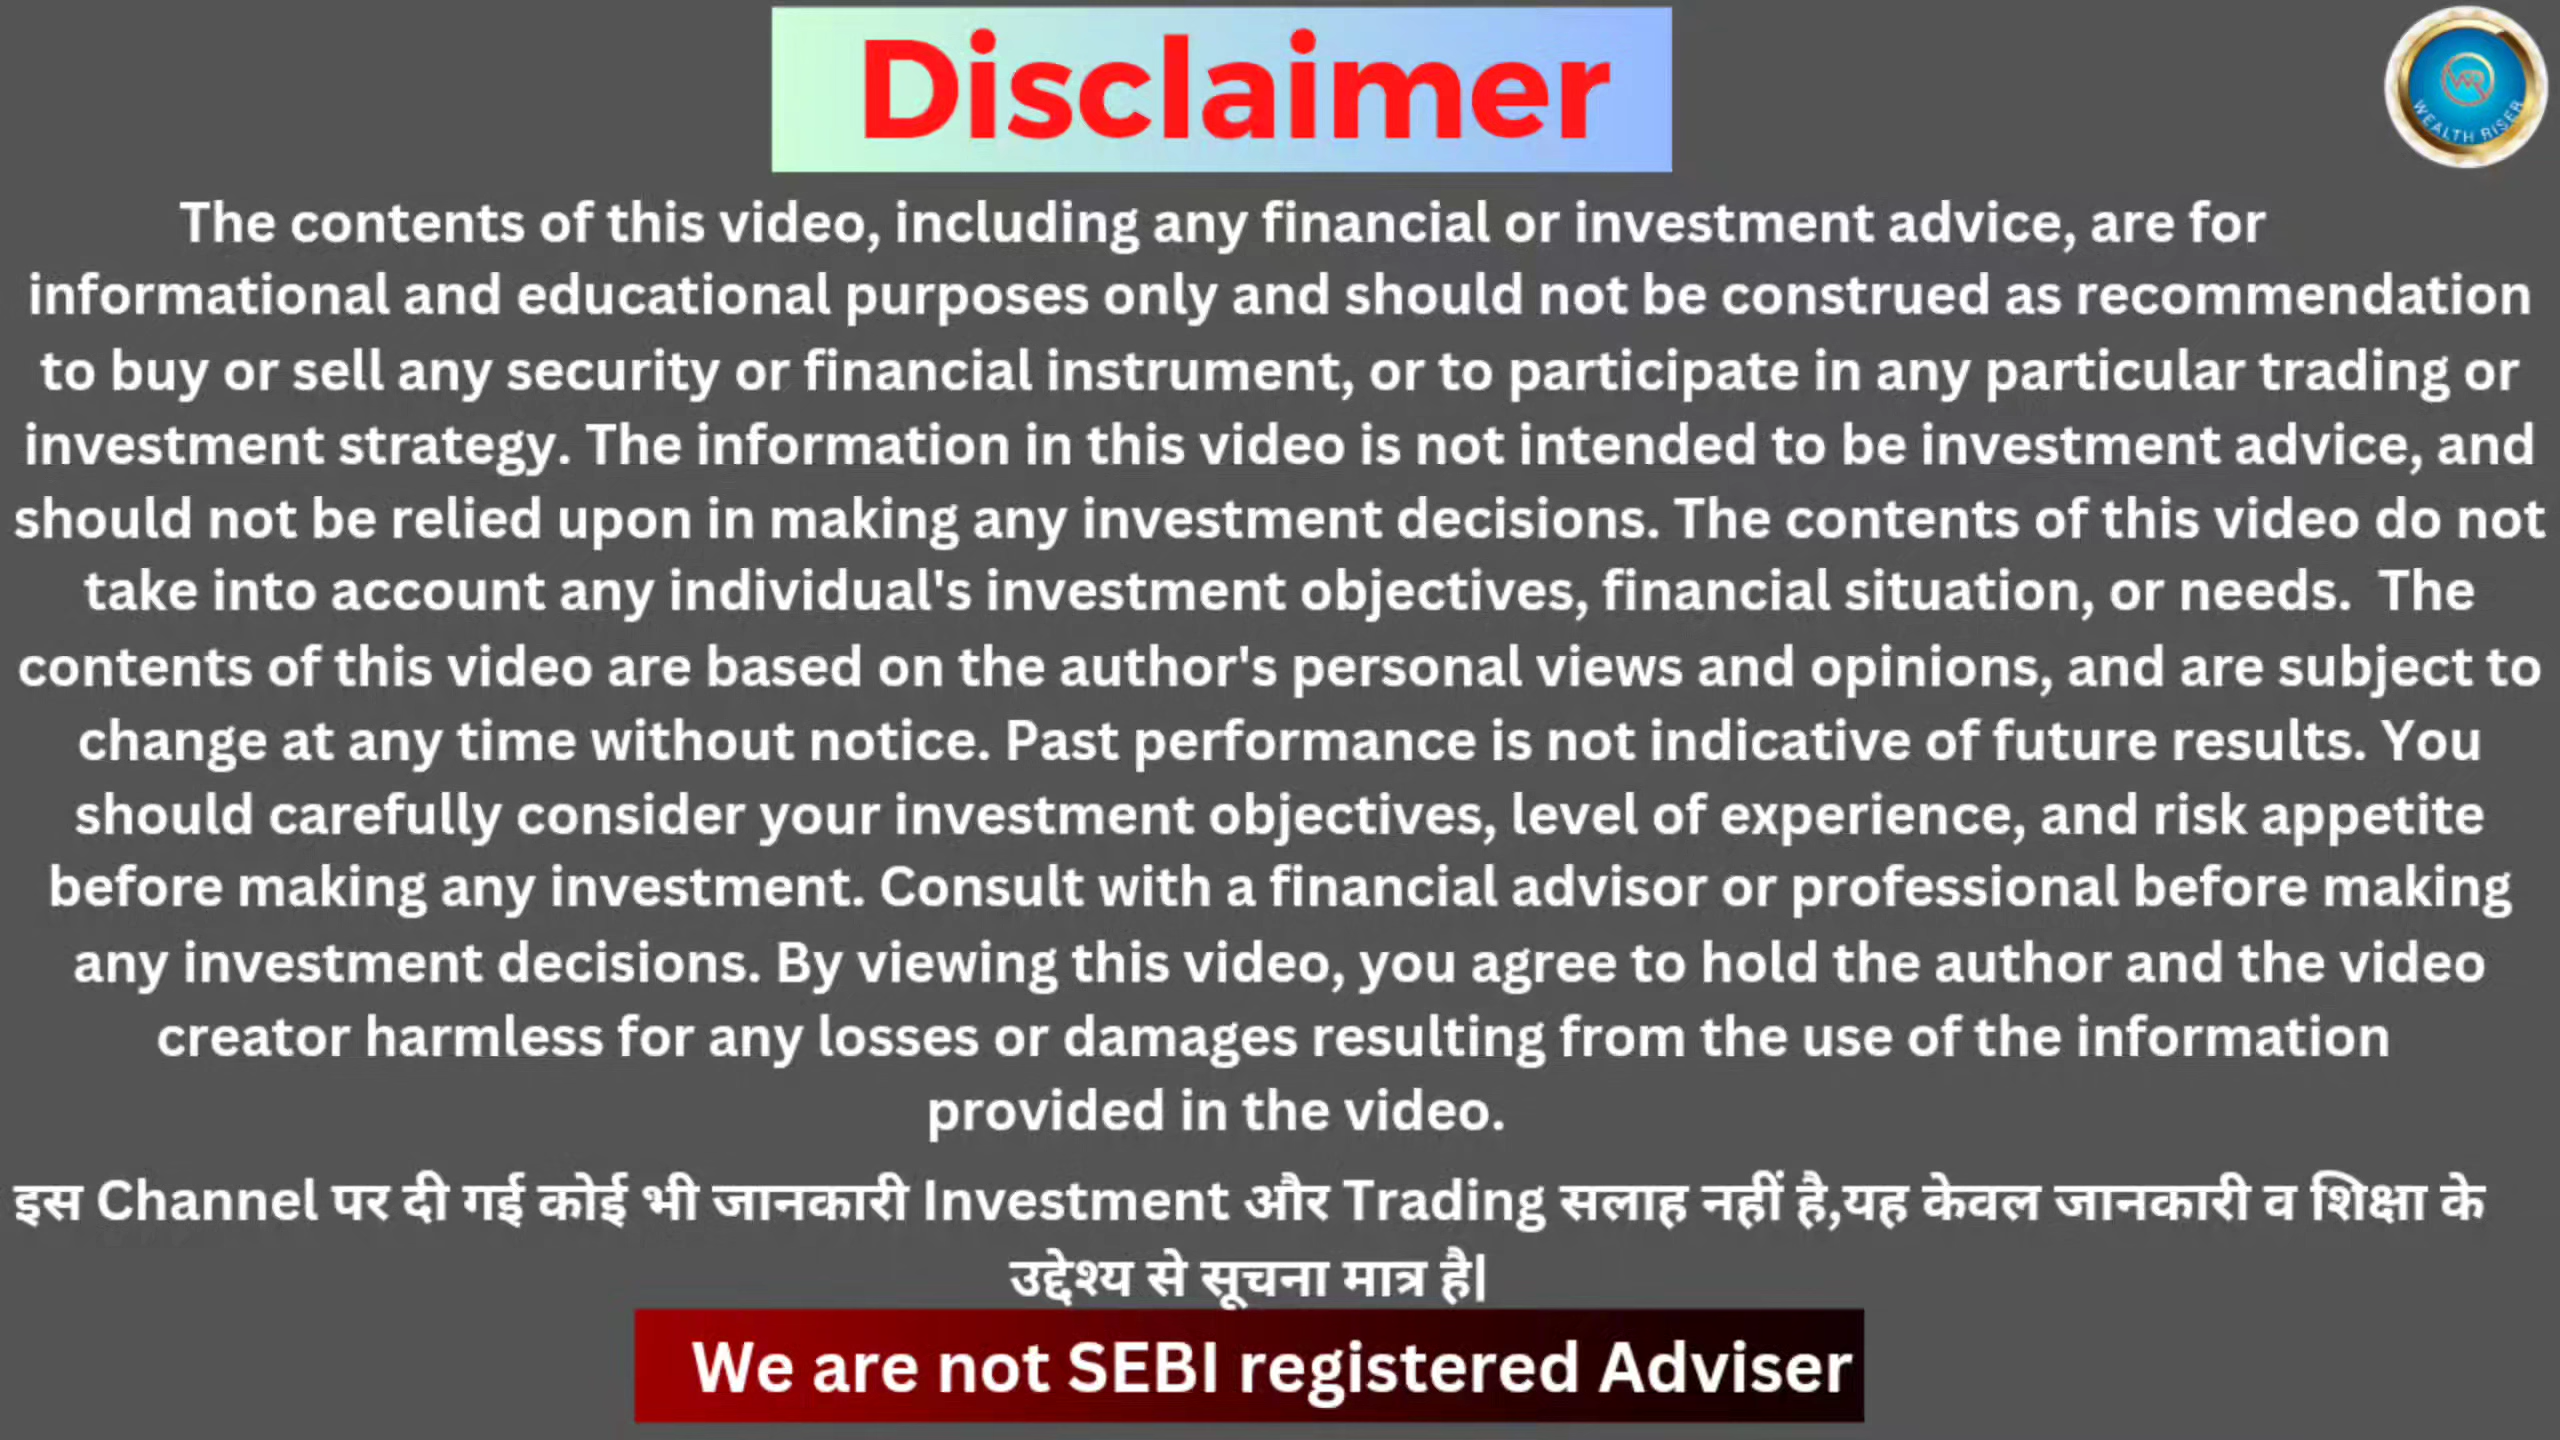 Disclaimer
WEALTH RISER
The contents of this video, including any financial or investment advice, are for
informational and educational purposes only and should not be construed as recommendation
to buy or sell any security or financial instrument, or to participate in any particular trading or
investment strategy. The information in this video is not intended to be investment advice, and
should not be relied upon in making any investment decisions. The contents of this video do not
take into account any individual's investment objectives, financial situation, or needs. The
contents of this video are based on the author's personal views and opinions, and are subject to
change at any time without notice. Past performance is not indicative of future results. You
should carefully consider your investment objectives, level of experience, and risk appetite
before making any investment. Consult with a financial advisor or professional before making
any investment decisions. By viewing this video, you agree to hold the author and the video
creator harmless for any losses or damages resulting from the use of the information
provided in the video.
इस Channel पर दी गई कोई भी जानकारी Investment और Trading सलाह नहीं है,यह केवल जानकारी व शिक्षा के
उद्देश्य से सूचना मात्र है|
We are not SEBI registered Adviser